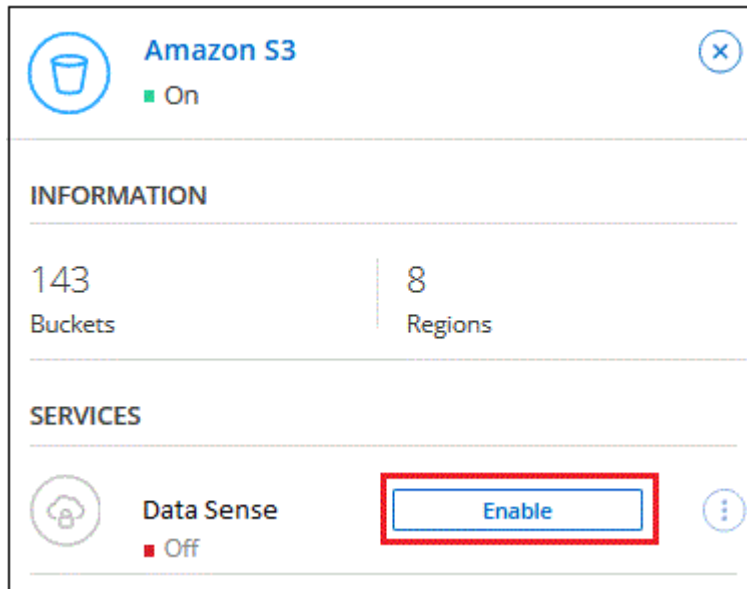 Amazon S3
On
INFORMATION
143
Buckets
8
Regions
SERVICES
Data Sense
Off
Enable